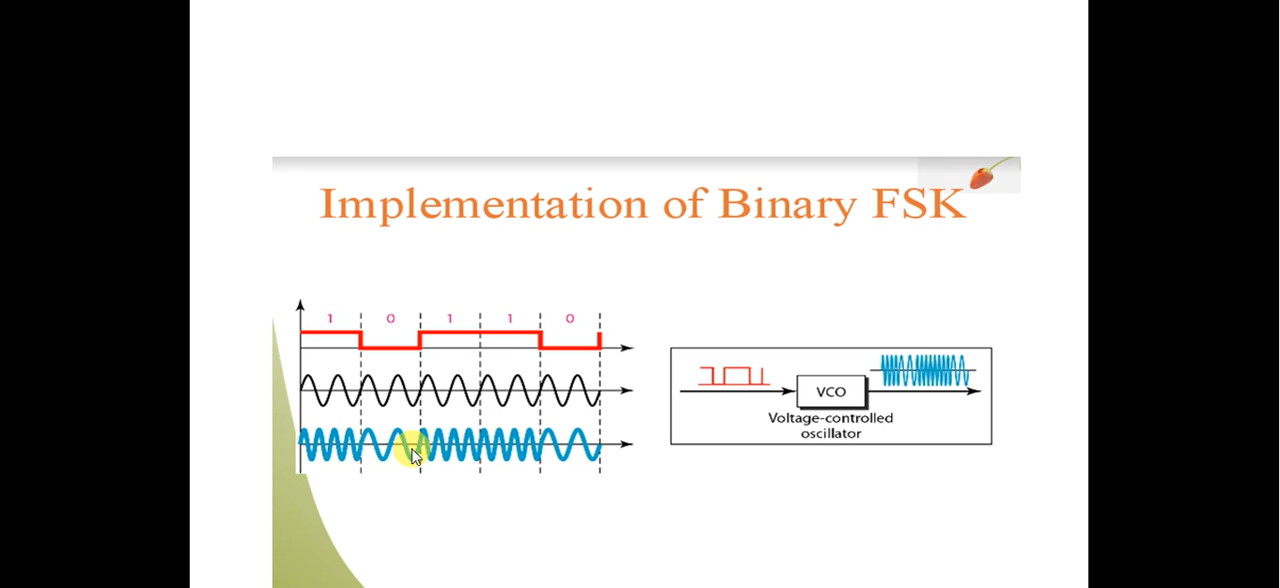 Implementation of Binary FSK
1 0 1 1 0
VCO
Voltage-controlled
oscillator